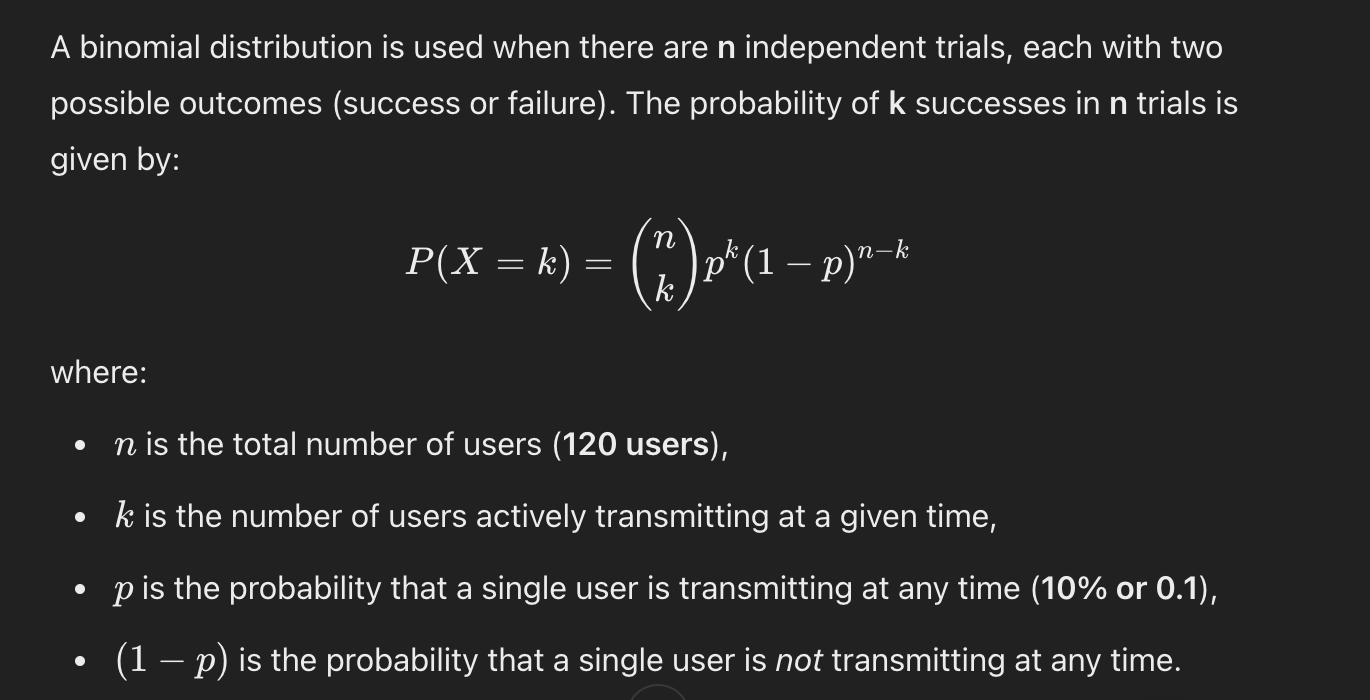 A binomial distribution is used when there are n independent trials, each with two
possible outcomes (success or failure). The probability of k successes in n trials is
given by:
P(X = k) = \binom{n}{k} p^k (1 − p)^{n−k}
where:
• n is the total number of users (120 users),
• k is the number of users actively transmitting at a given time,
• p is the probability that a single user is transmitting at any time (10% or 0.1),
• (1 − p) is the probability that a single user is not transmitting at any time.